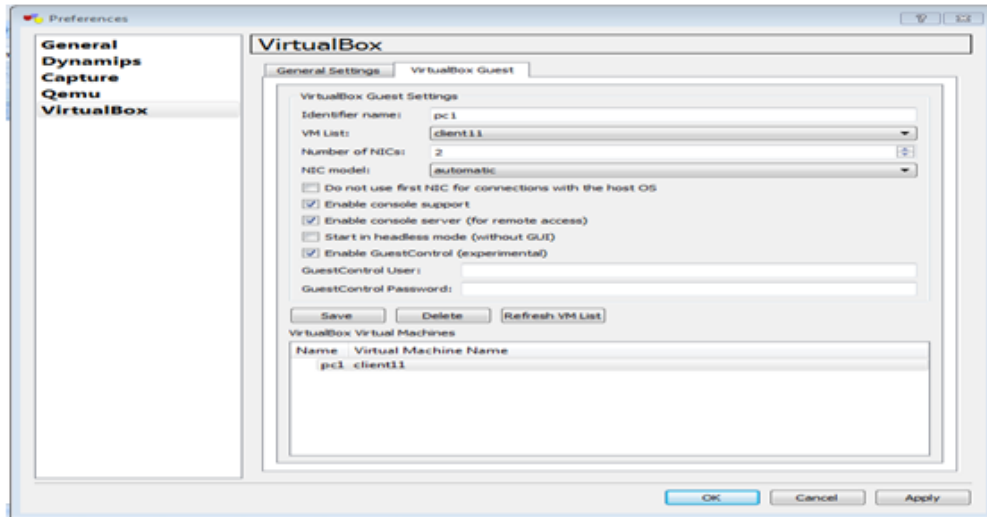 Preferences
General
Dynamips
Capture
Qemu
VirtualBox
VirtualBox
General Settings
VirtualBox Guest
VirtualBox Guest Settings
Identifier name: pc1
VM List: client11
Number of NICs: 2
NIC model: automatic
Do not use first NIC for connections with the host OS
Enable console support
Enable console server (for remote access)
Start in headless mode (without GUI)
Enable GuestControl (experimental)
GuestControl User:
GuestControl Password:
Save Delete Refresh VM List
VirtualBox Virtual Machines
Name Virtual Machine Name
pc1 client11
OK Cancel Apply